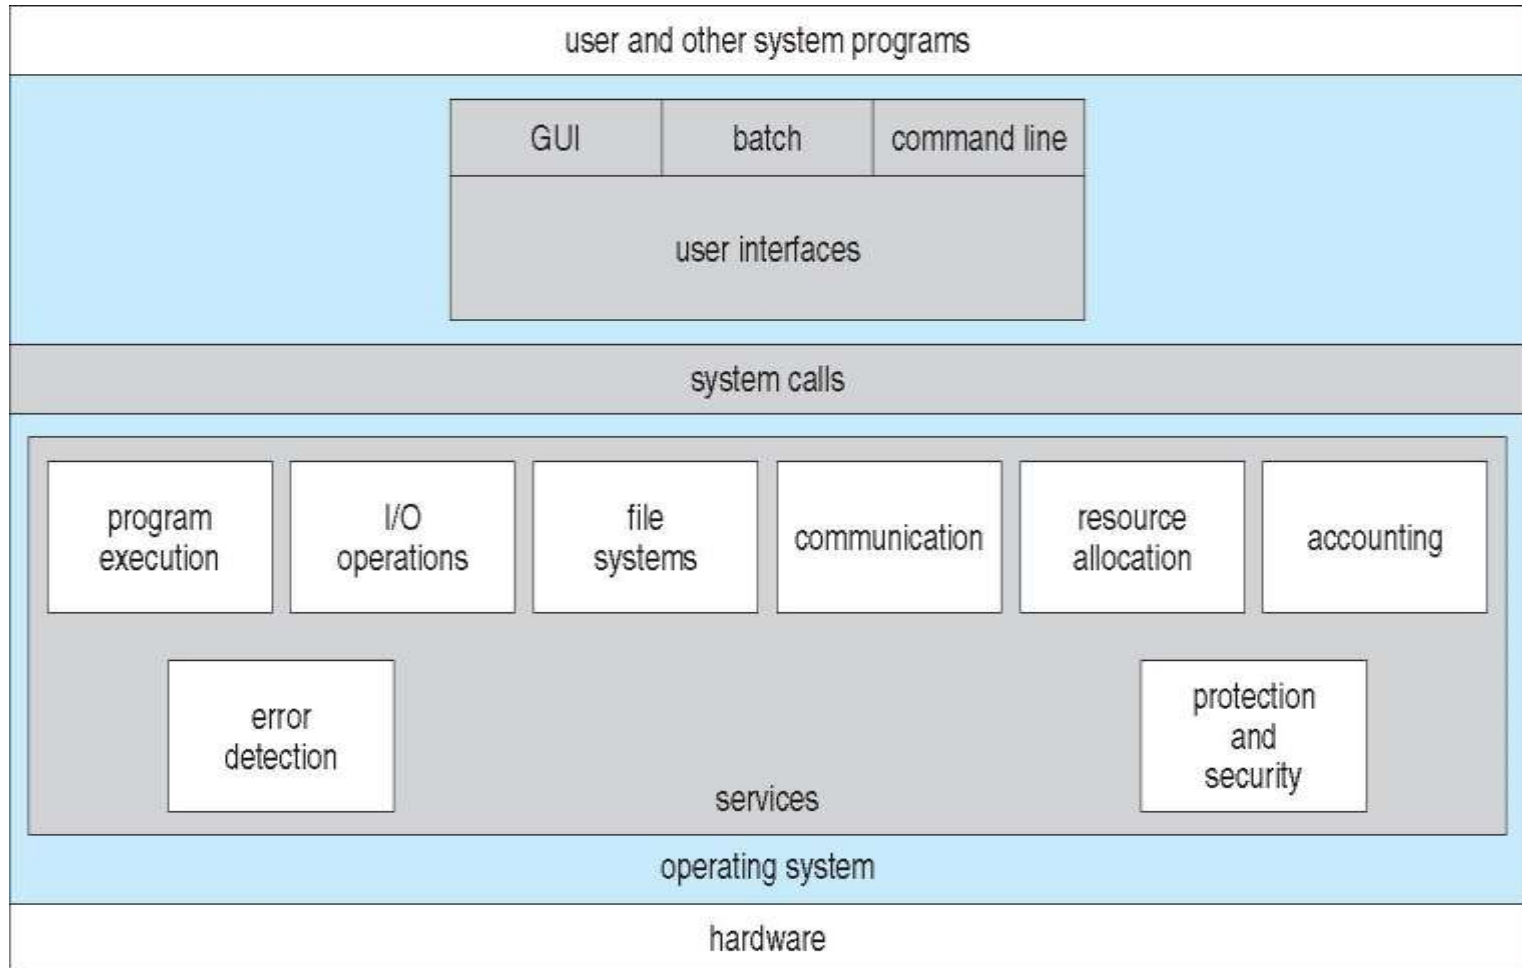 user and other system programs
GUI
batch
command line
user interfaces
system calls
program
execution
I/O
operations
file
systems
communication
resource
allocation
accounting
error
detection
protection
and
security
services
operating system
hardware